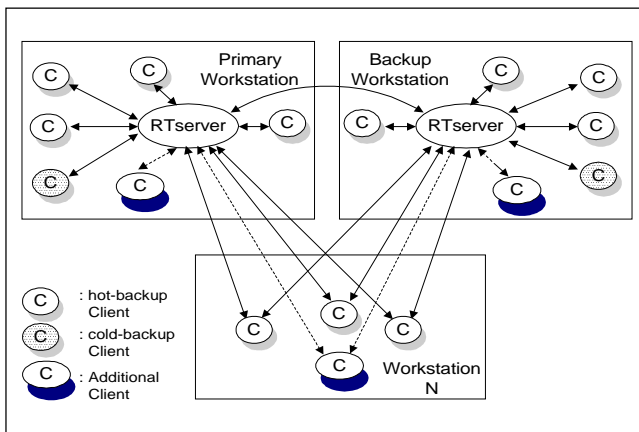 Primary
Workstation
Backup
Workstation
C
C
C
C
C
C
RTserver
C
C
C
C
C
C
RTserver
C
C
C
C
Workstation
N
C : hot-backup
Client
C : cold-backup
Client
C : Additional
Client